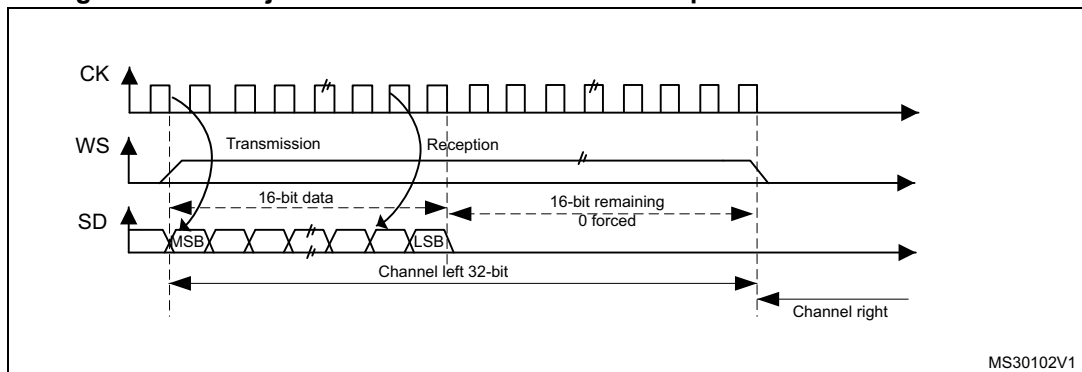 CK
WS
Transmission
Reception
16-bit data
16-bit remaining
0 forced
SD
MSB
LSB
Channel left 32-bit
Channel right
MS30102V1